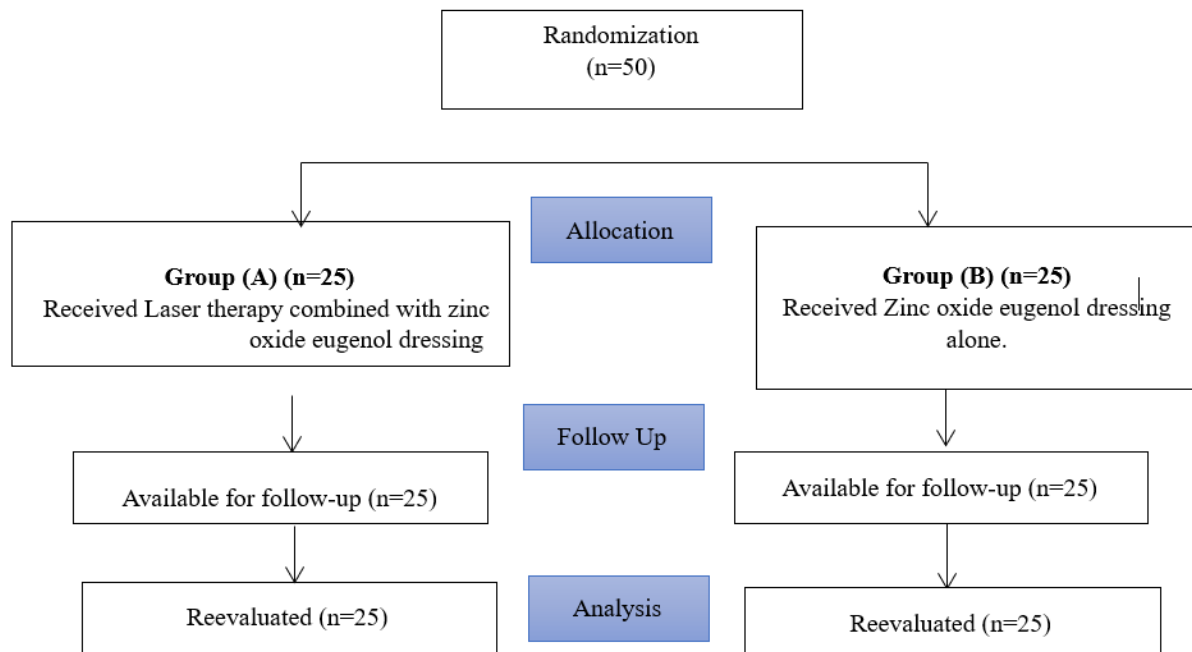 Randomization
(n=50)
Allocation
Group (A) (n=25)
Received Laser therapy combined with zinc
oxide eugenol dressing
Group (B) (n=25)
Received Zinc oxide eugenol dressing
alone.
Follow Up
Available for follow-up (n=25)
Available for follow-up (n=25)
Analysis
Reevaluated (n=25)
Reevaluated (n=25)